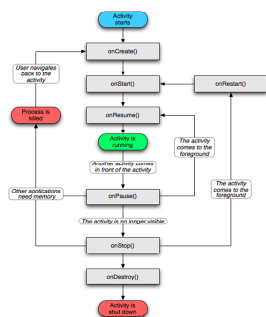 Activity
starts
onCreate()
User navigates
back to the
activity
onStart()
onRestart()
Process is
killed
onResume()
Activity is
running
The activity
comes to the
foreground
Another activity comes
in front of the activity
The activity
comes to the
foreground
Other applications
need memory
onPause()
The activity is no longer visible
onStop()
onDestroy()
Activity is
shut down